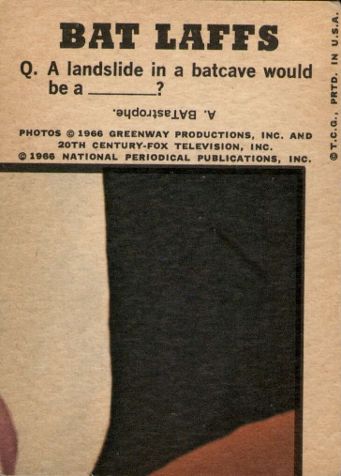 BAT LAFFS
Q. A landslide in a batcave would
be a ________?
A. BATastrophe.
PHOTOS © 1966 GREENWAY PRODUCTIONS, INC. AND
20TH CENTURY-FOX TELEVISION, INC.
© 1966 NATIONAL PERIODICAL PUBLICATIONS, INC.
© T.C.G., PRTD. IN U.S.A.